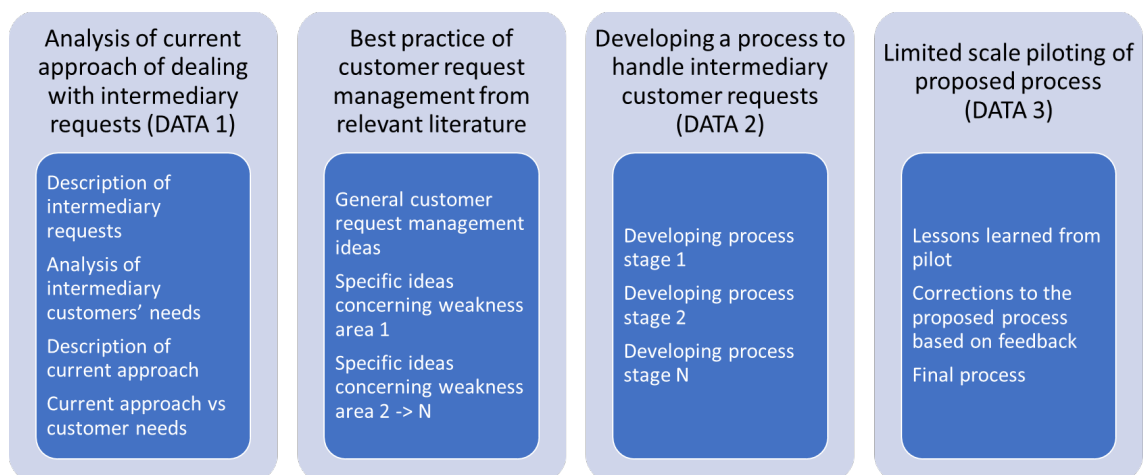 Analysis of current
approach of dealing
with intermediary
requests (DATA 1)
Description of
intermediary
requests
Analysis of
intermediary
customers' needs
Description of
current approach
Current approach vs
customer needs
Best practice of
customer request
management from
relevant literature
General customer
request management
ideas
Specific ideas
concerning weakness
area 1
Specific ideas
concerning weakness
area 2 -> N
Developing a process to
handle intermediary
customer requests
(DATA 2)
Developing process
stage 1
Developing process
stage 2
Developing process
stage N
Limited scale piloting of
proposed process
(DATA 3)
Lessons learned from
pilot
Corrections to the
proposed process
based on feedback
Final process